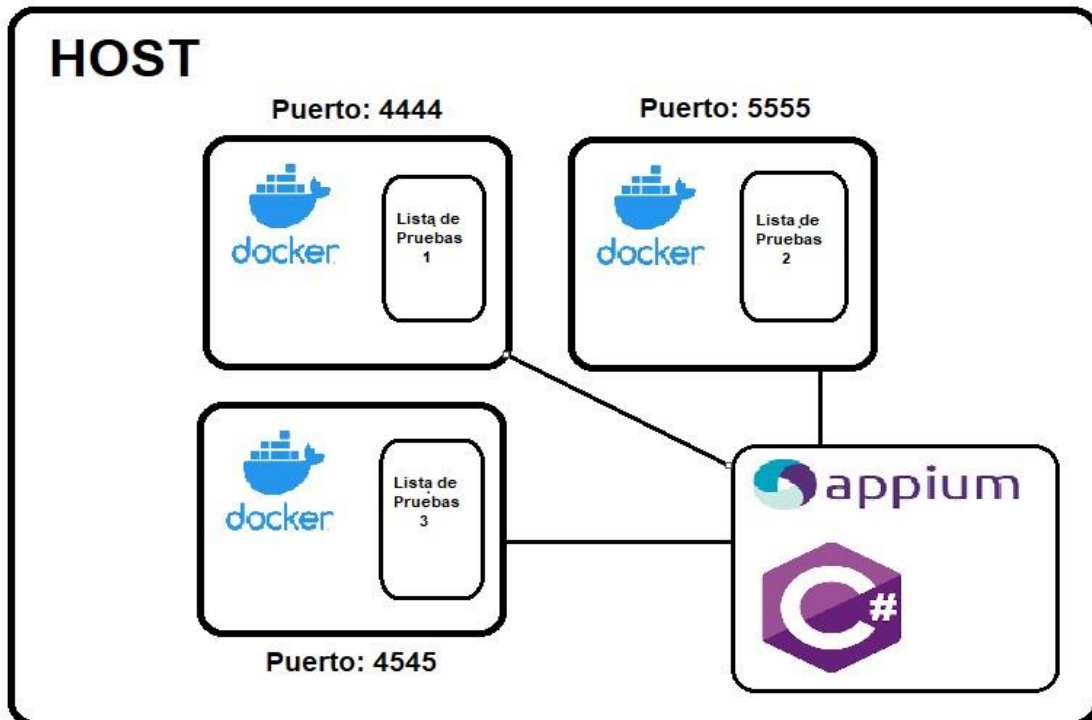 HOST
Puerto: 4444
Puerto: 5555
docker
Lista de
Pruebas
1
docker
Lista de
Pruebas
2
docker
Lista de
Pruebas
3
Puerto: 4545
appium
C#